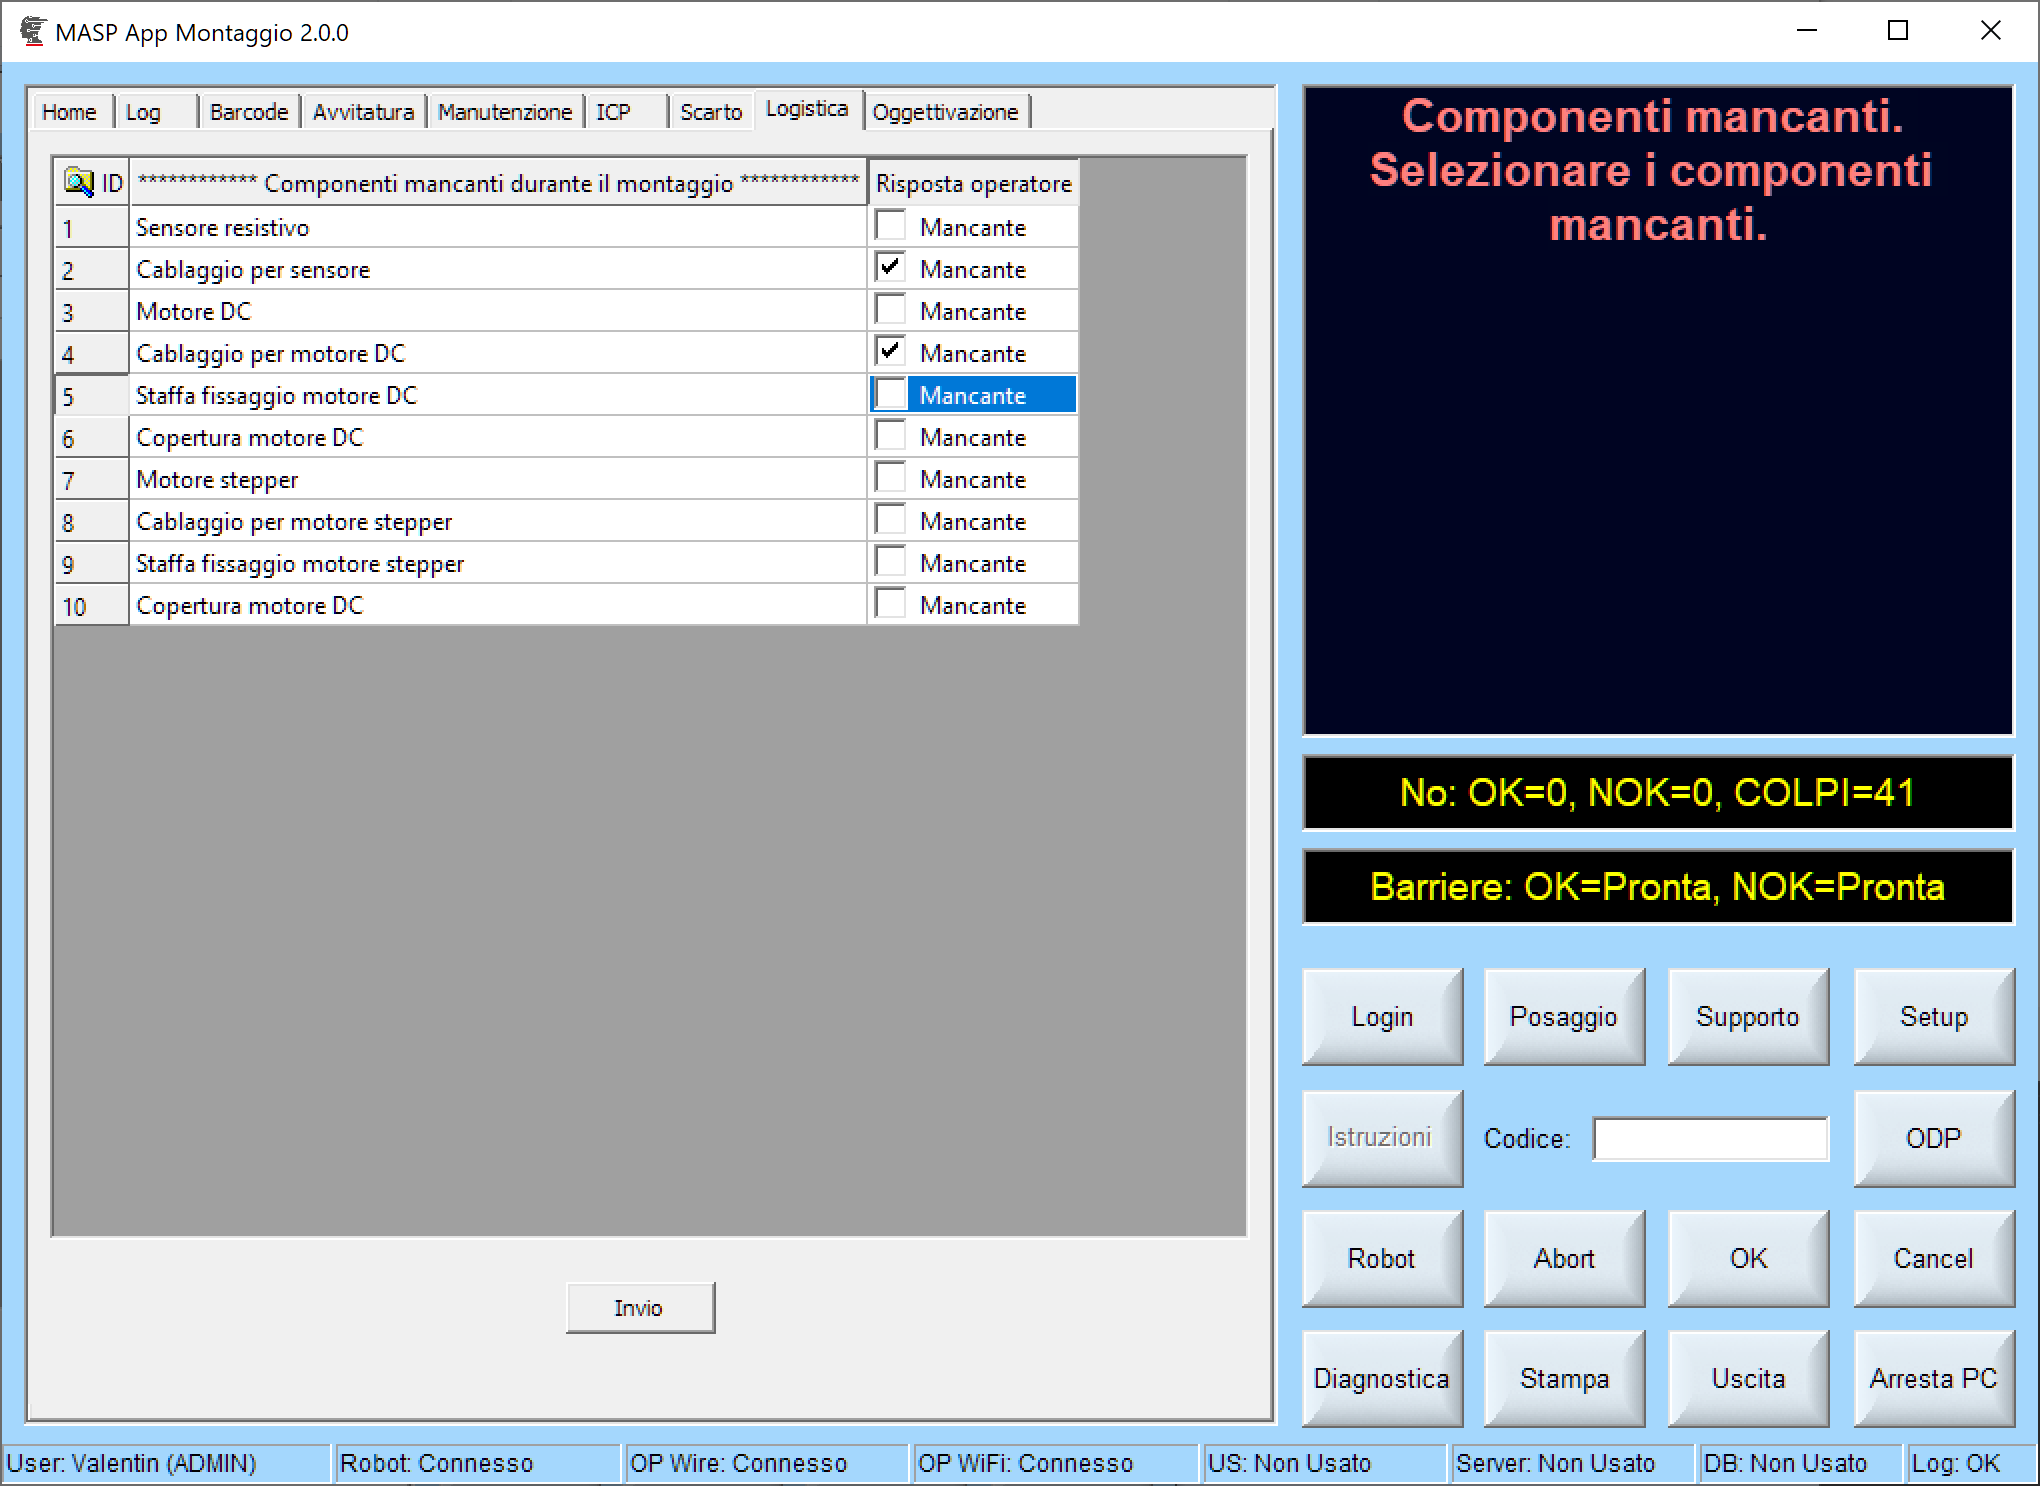 MASP App Montaggio 2.0.0
Home Log Barcode Avvitatura Manutenzione ICP Scarto Logistica Oggettivazione
ID ************ Componenti mancanti durante il montaggio ************ Risposta operatore
1 Sensore resistivo Mancante
2 Cablaggio per sensore Mancante
3 Motore DC Mancante
4 Cablaggio per motore DC Mancante
5 Staffa fissaggio motore DC Mancante
6 Copertura motore DC Mancante
7 Motore stepper Mancante
8 Cablaggio per motore stepper Mancante
9 Staffa fissaggio motore stepper Mancante
10 Copertura motore DC Mancante
Invio
Componenti mancanti.
Selezionare i componenti
mancanti.
No: OK=0, NOK=0, COLPI=41
Barriere: OK=Pronta, NOK=Pronta
Login Posaggio Supporto Setup
Istruzioni Codice: ODP
Robot Abort OK Cancel
Diagnostica Stampa Uscita Arresta PC
User: Valentin (ADMIN) Robot: Connesso OP Wire: Connesso OP WiFi: Connesso US: Non Usato Server: Non Usato DB: Non Usato Log: OK